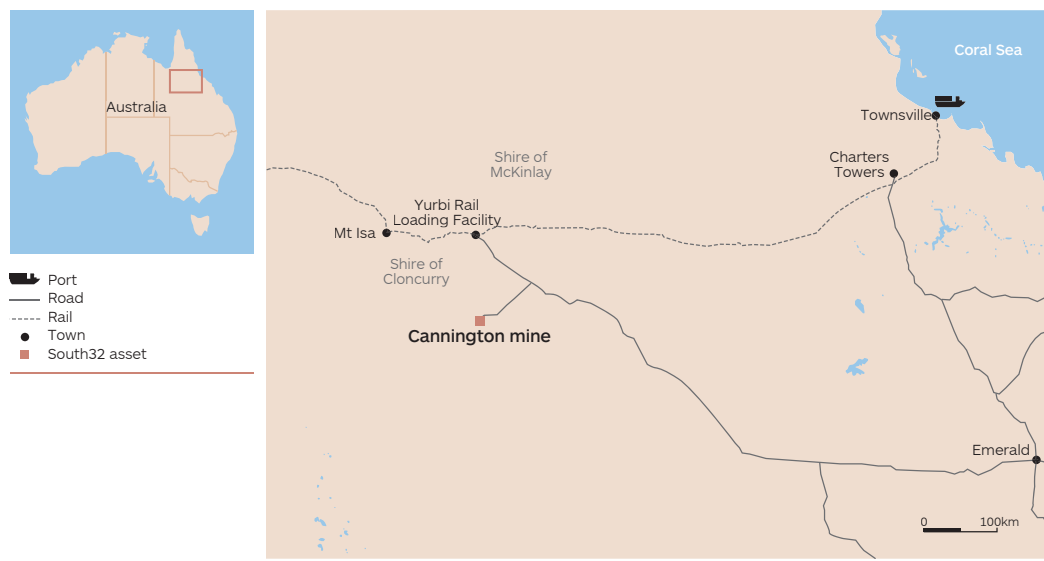 Australia
Port
Road
Rail
Town
South32 asset
Coral Sea
Townsville
Charters
Towers
Shire of
McKinlay
Yurbi Rail
Loading Facility
Mt Isa
Shire of
Cloncurry
Cannington mine
Emerald
0
100km